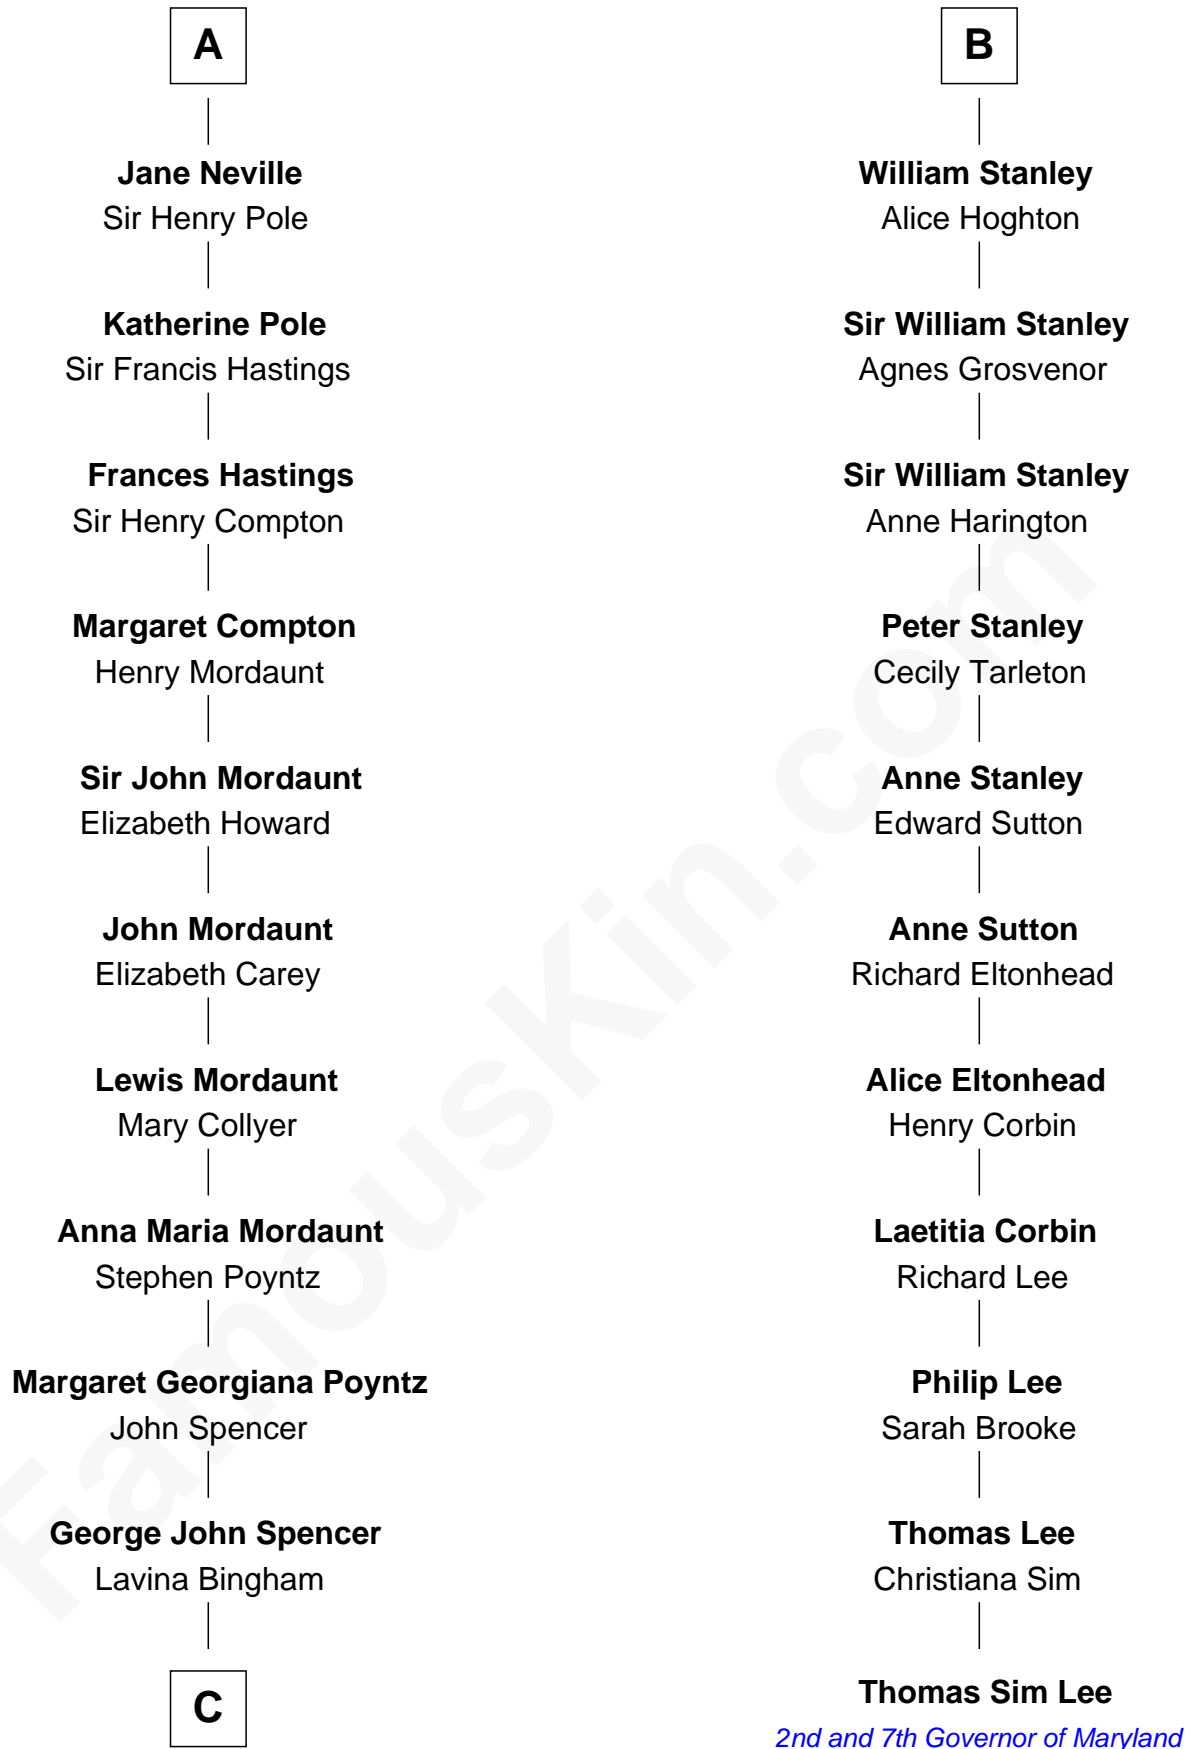 A
Jane Neville
Sir Henry Pole
Katherine Pole
Sir Francis Hastings
Frances Hastings
Sir Henry Compton
Margaret Compton
Henry Mordaunt
Sir John Mordaunt
Elizabeth Howard
John Mordaunt
Elizabeth Carey
Lewis Mordaunt
Mary Collyer
Anna Maria Mordaunt
Stephen Poyntz
Margaret Georgiana Poyntz
John Spencer
George John Spencer
Lavina Bingham
C
B
William Stanley
Alice Hoghton
Sir William Stanley
Agnes Grosvenor
Sir William Stanley
Anne Harington
Peter Stanley
Cecily Tarleton
Anne Stanley
Edward Sutton
Anne Sutton
Richard Eltonhead
Alice Eltonhead
Henry Corbin
Laetitia Corbin
Richard Lee
Philip Lee
Sarah Brooke
Thomas Lee
Christiana Sim
Thomas Sim Lee
2nd and 7th Governor of Maryland
FamousKin.com